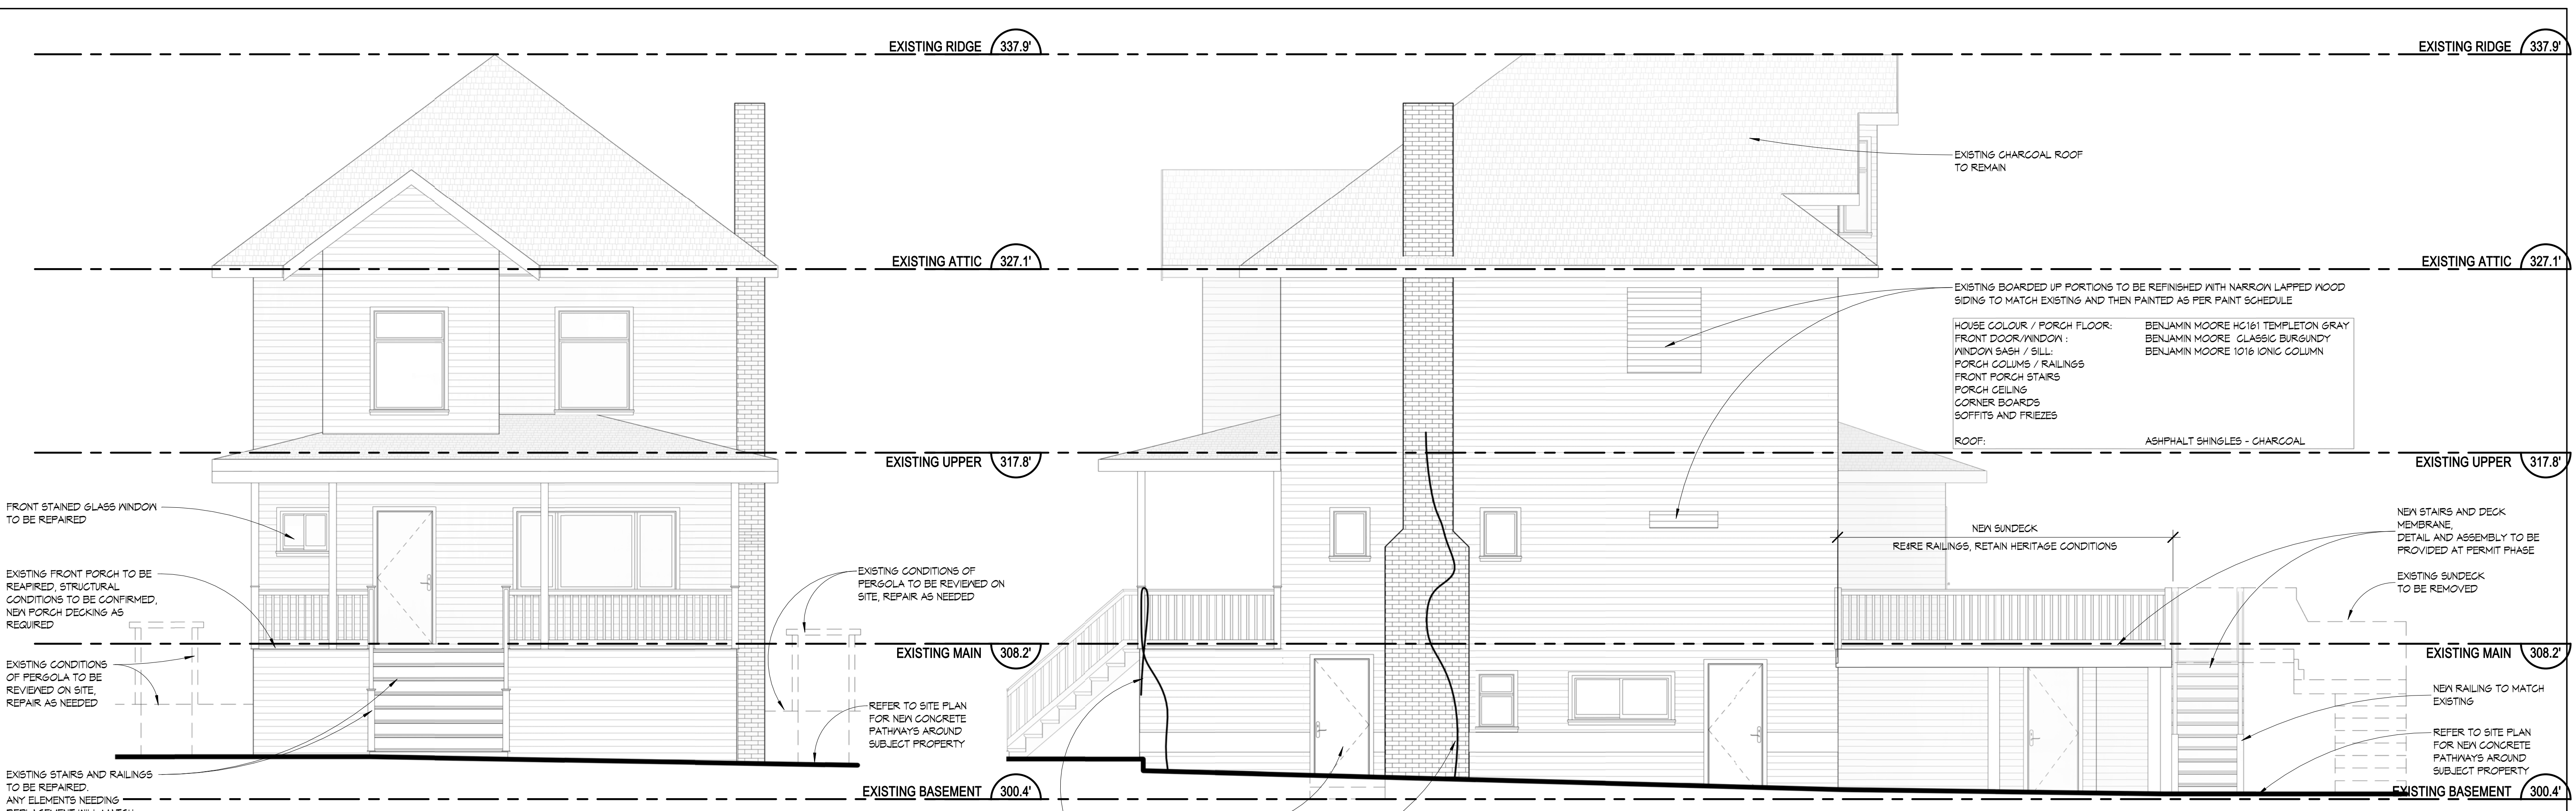 EXISTING RIDGE 337.9'
EXISTING RIDGE 337.9'
EXISTING CHARCOAL ROOF
TO REMAIN
EXISTING ATTIC 327.1'
EXISTING ATTIC 327.1'
EXISTING BOARDED UP PORTIONS TO BE REFINISHED WITH NARROW LAPPED WOOD
SIDING TO MATCH EXISTING AND THEN PAINTED AS PER PAINT SCHEDULE
HOUSE COLOUR / PORCH FLOOR: BENJAMIN MOORE HC161 TEMPLETON GRAY
FRONT DOOR/WINDOW : BENJAMIN MOORE CLASSIC BURGUNDY
WINDOW SASH / SILL: BENJAMIN MOORE 1016 IONIC COLUMN
PORCH COLUMS / RAILINGS
FRONT PORCH STAIRS
PORCH CEILING
CORNER BOARDS
SOFFITS AND FRIEZES
ROOF: ASHPHALT SHINGLES - CHARCOAL
EXISTING UPPER 317.8'
EXISTING UPPER 317.8'
FRONT STAINED GLASS WINDOW
TO BE REPAIRED
NEW SUNDECK
RAILINGS, RETAIN HERITAGE CONDITIONS
NEW STAIRS AND DECK
MEMBRANE,
DETAIL AND ASSEMBLY TO BE
PROVIDED AT PERMIT PHASE
EXISTING SUNDECK
TO BE REMOVED
EXISTING FRONT PORCH TO BE
REAPIRED, STRUCTURAL
CONDITIONS TO BE CONFIRMED,
NEW PORCH DECKING AS
REQUIRED
EXISTING CONDITIONS OF
PERGOLA TO BE REVIEWED ON
SITE, REPAIR AS NEEDED
EXISTING MAIN 308.2'
EXISTING MAIN 308.2'
EXISTING CONDITIONS
OF PERGOLA TO BE
REVIEWED ON SITE,
REPAIR AS NEEDED
REFER TO SITE PLAN
FOR NEW CONCRETE
PATHWAYS AROUND
SUBJECT PROPERTY
NEW RAILING TO MATCH
EXISTING
REFER TO SITE PLAN
FOR NEW CONCRETE
PATHWAYS AROUND
SUBJECT PROPERTY
EXISTING STAIRS AND RAILINGS
TO BE REPAIRED.
ANY ELEMENTS NEEDING
EXISTING BASEMENT 300.4'
EXISTING BASEMENT 300.4'